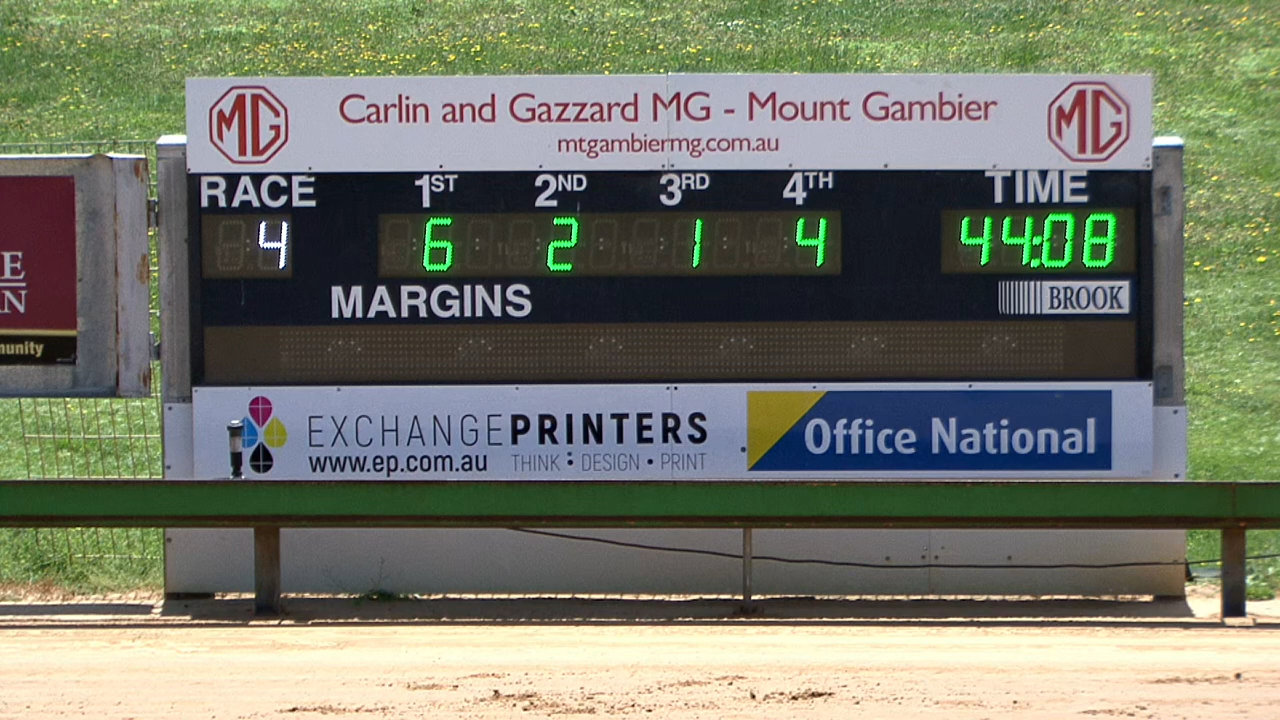 MG Carlin and Gazzard MG - Mount Gambier MG
mtgambiermg.com.au
RACE 1ST 2ND 3RD 4TH TIME
4 6 2 1 4 44:08
MARGINS BROOK
E
N
munity
EXCHANGEPRINTERS
www.ep.com.au THINK : DESIGN • PRINT
Office National